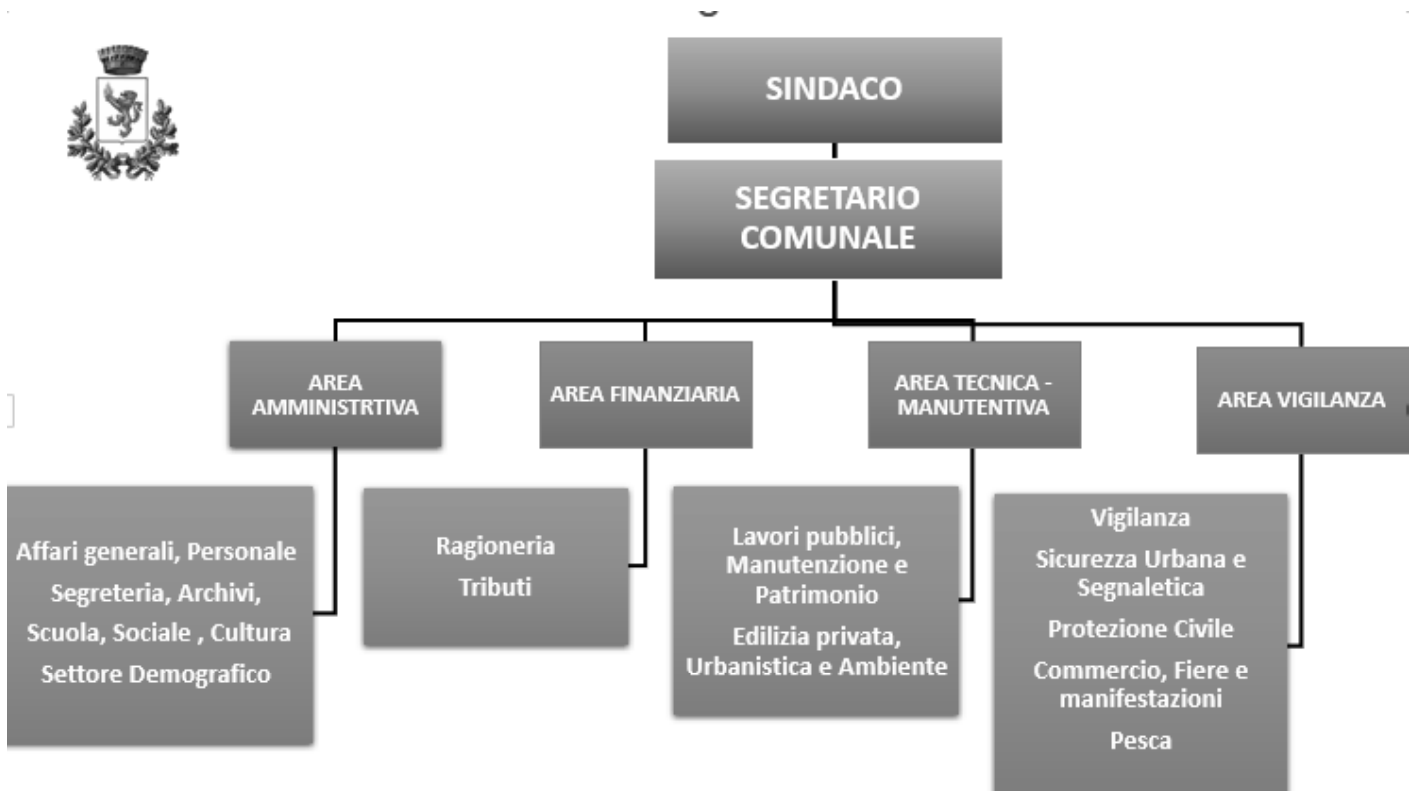 SINDACO
SEGRETARIO
COMUNALE
AREA
AMMINISTRTIVA
AREA FINANZIARIA
AREA TECNICA -
MANUTENTIVA
AREA VIGILANZA
Affari generali, Personale
Segreteria, Archivi,
Scuola, Sociale , Cultura
Settore Demografico
Ragioneria
Tributi
Lavori pubblici,
Manutenzione e
Patrimonio
Edilizia privata,
Urbanistica e Ambiente
Vigilanza
Sicurezza Urbana e
Segnaletica
Protezione Civile
Commercio, Fiere e
manifestazioni
Pesca